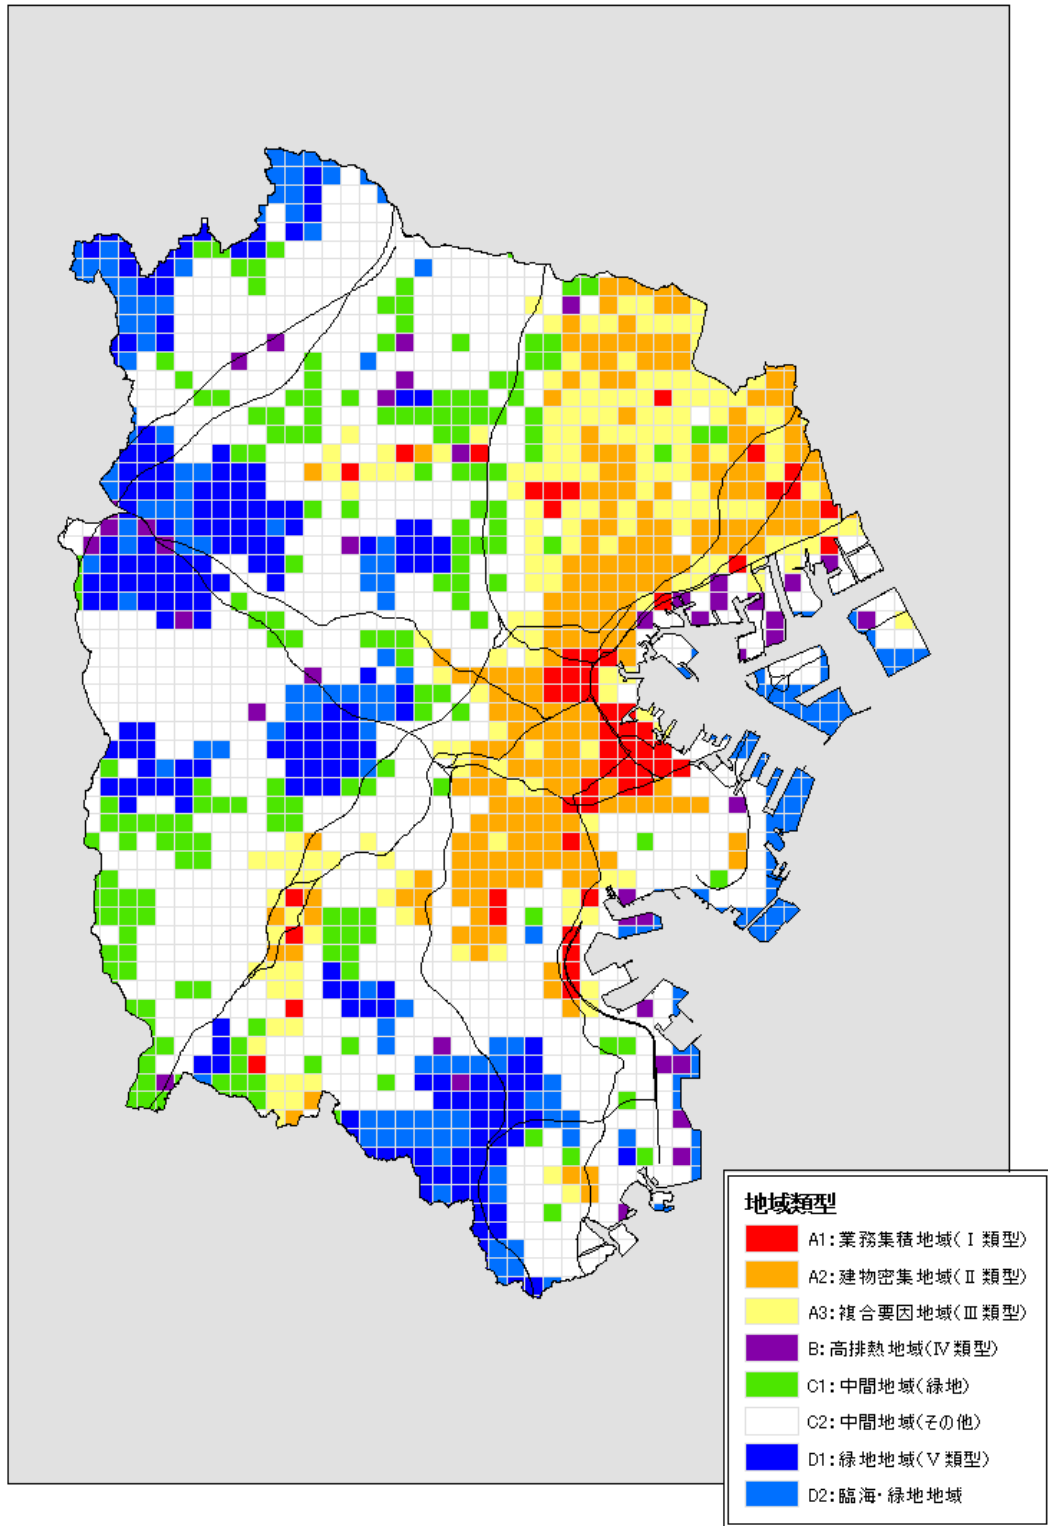 地域類型
A1:業務集積地域(Ⅰ類型)
A2:建物密集地域(Ⅱ類型)
A3:複合要因地域(Ⅲ類型)
B:高排熱地域(Ⅳ類型)
C1:中間地域(緑地)
C2:中間地域(その他)
D1:緑地地域(Ⅴ類型)
D2:臨海・緑地地域